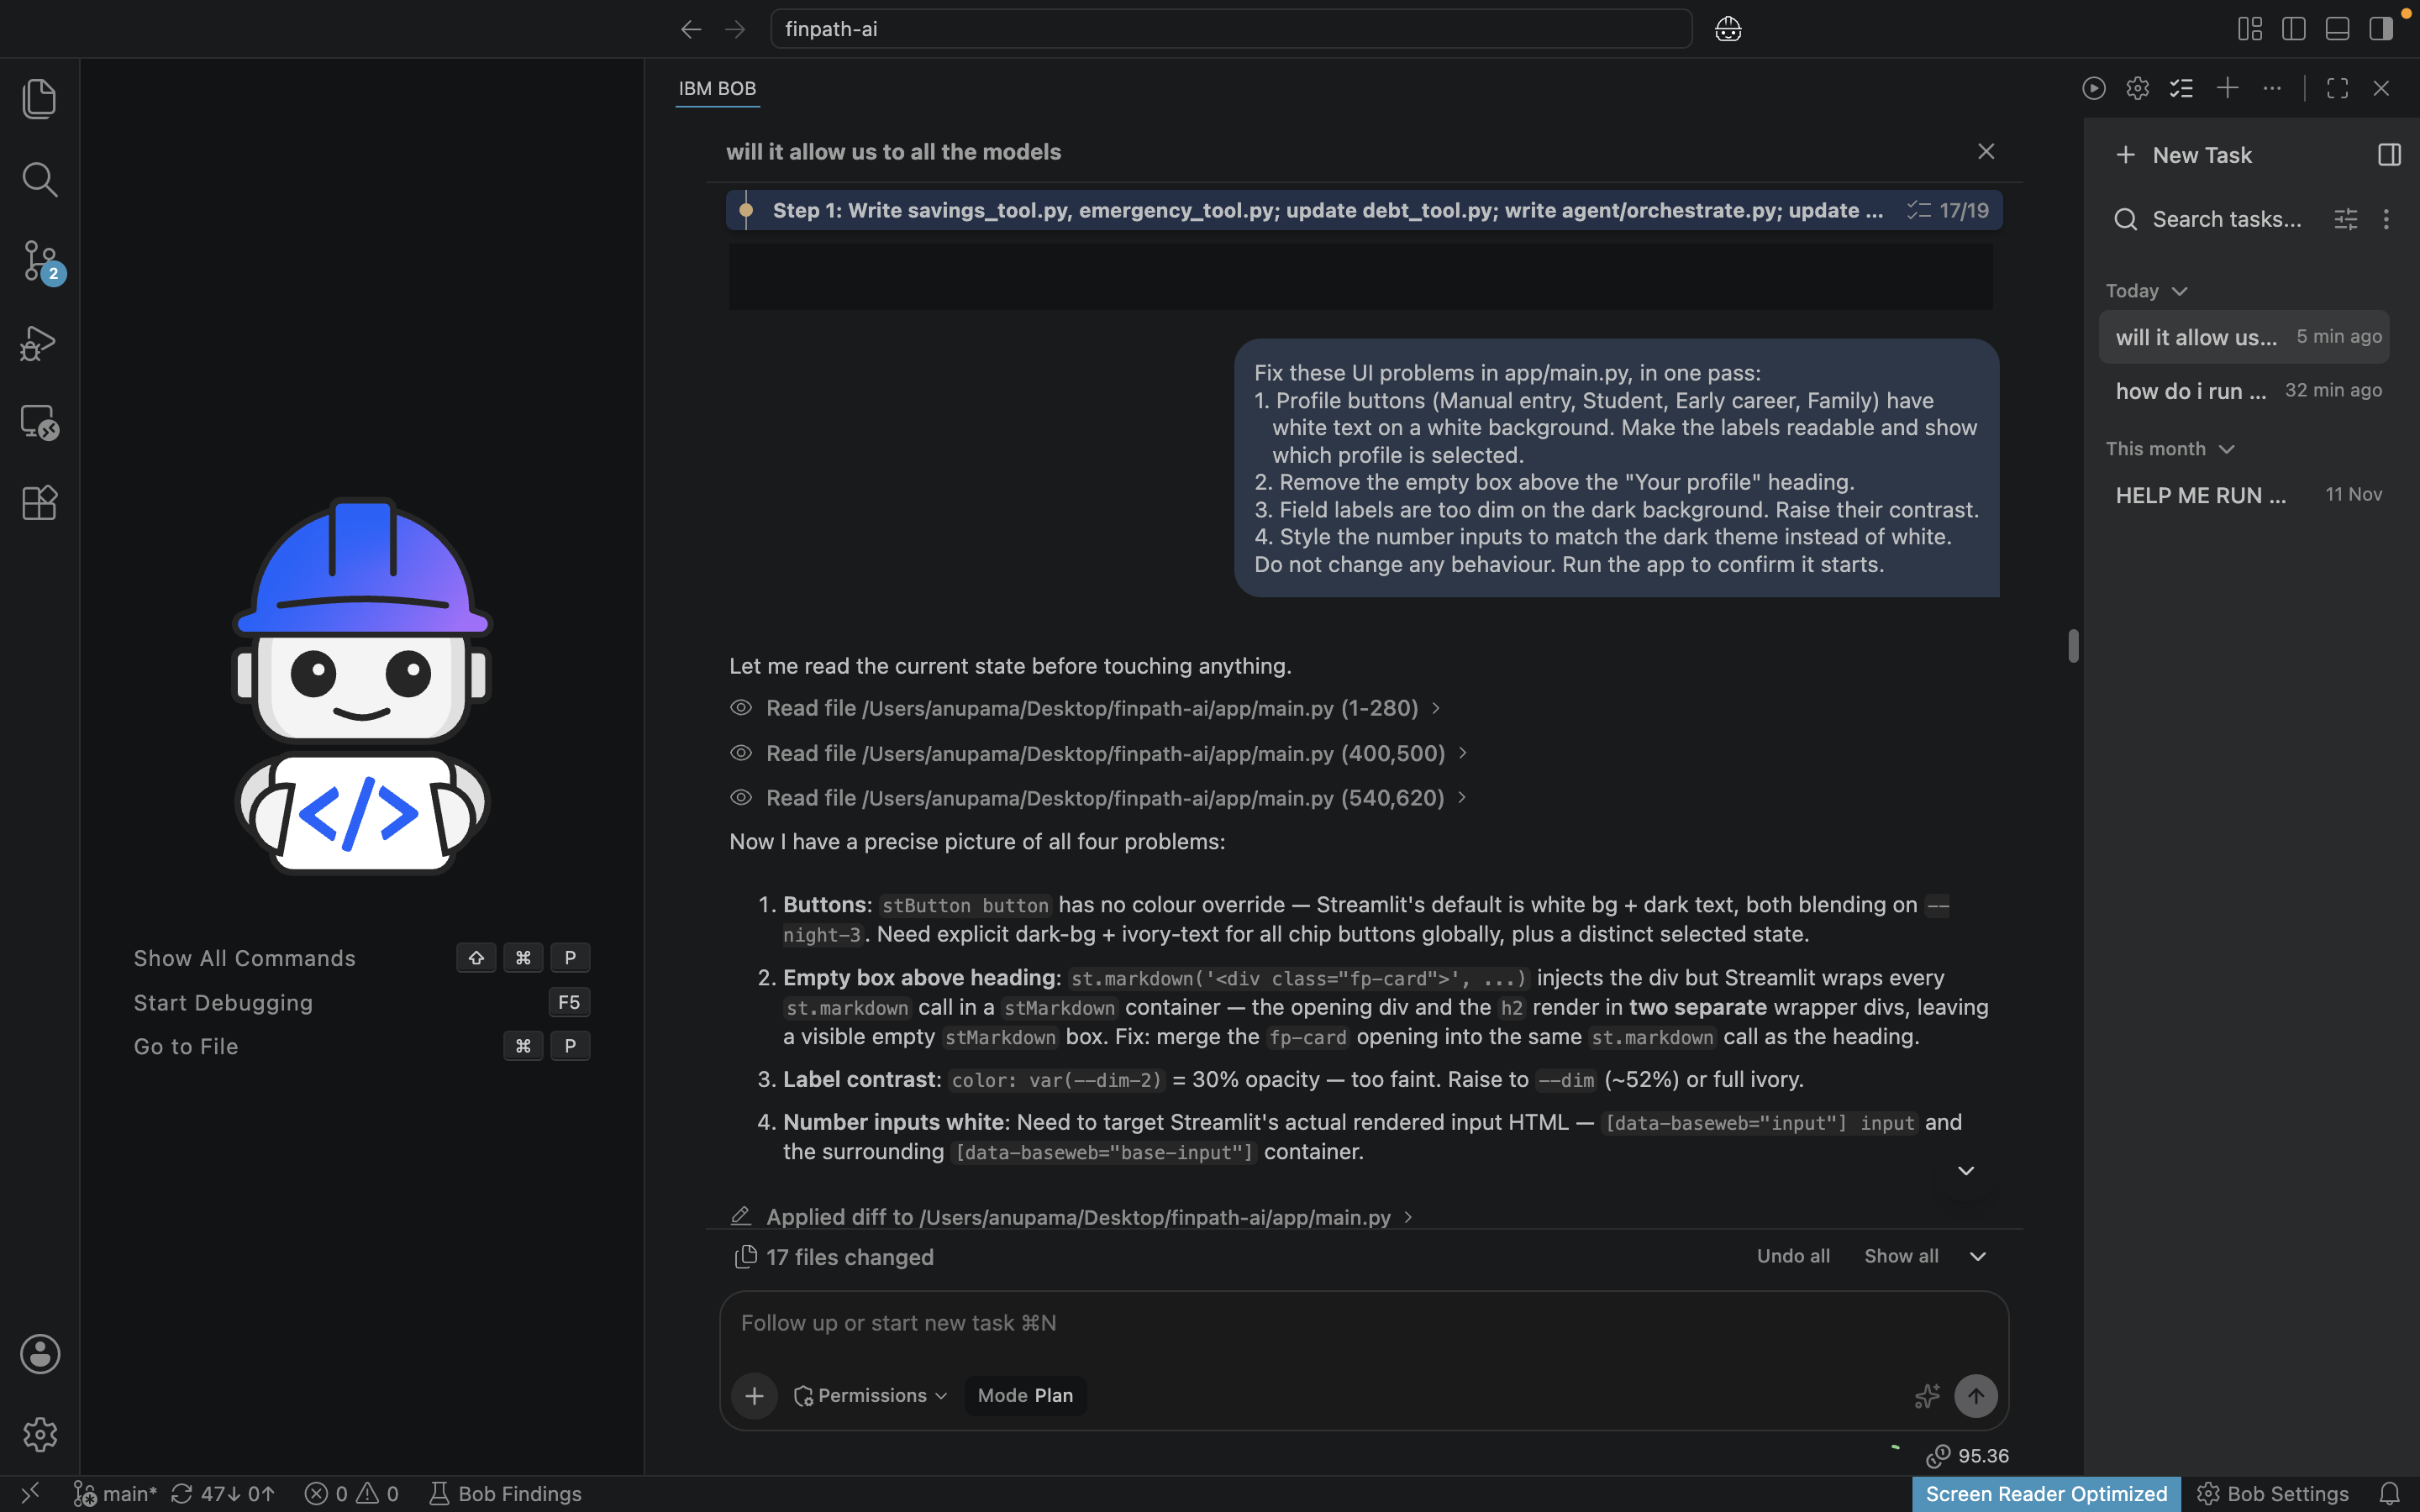 finpath-ai
IBM BOB
will it allow us to all the models
Step 1: Write savings_tool.py, emergency_tool.py; update debt_tool.py; write agent/orchestrate.py; update ... 17/19
Fix these UI problems in app/main.py, in one pass:
1. Profile buttons (Manual entry, Student, Early career, Family) have
white text on a white background. Make the labels readable and show
which profile is selected.
2. Remove the empty box above the "Your profile" heading.
3. Field labels are too dim on the dark background. Raise their contrast.
4. Style the number inputs to match the dark theme instead of white.
Do not change any behaviour. Run the app to confirm it starts.
Let me read the current state before touching anything.
Read file /Users/anupama/Desktop/finpath-ai/app/main.py (1-280)
Read file /Users/anupama/Desktop/finpath-ai/app/main.py (400,500)
Read file /Users/anupama/Desktop/finpath-ai/app/main.py (540,620)
Now I have a precise picture of all four problems:
1. Buttons: stButton button has no colour override — Streamlit's default is white bg + dark text, both blending on --
night-3. Need explicit dark-bg + ivory-text for all chip buttons globally, plus a distinct selected state.
2. Empty box above heading: st.markdown('<div class="fp-card">', ...) injects the div but Streamlit wraps every
st.markdown call in a stMarkdown container — the opening div and the h2 render in two separate wrapper divs, leaving
a visible empty stMarkdown box. Fix: merge the fp-card opening into the same st.markdown call as the heading.
3. Label contrast: color: var(--dim-2) = 30% opacity — too faint. Raise to --dim (~52%) or full ivory.
4. Number inputs white: Need to target Streamlit's actual rendered input HTML — [data-baseweb="input"] input and
the surrounding [data-baseweb="base-input"] container.
Applied diff to /Users/anupama/Desktop/finpath-ai/app/main.py
17 files changed
Undo all
Show all
Follow up or start new task ⌘N
Permissions
Mode Plan
95.36
New Task
Search tasks...
Today
will it allow us... 5 min ago
how do i run ... 32 min ago
This month
HELP ME RUN ... 11 Nov
2
</>
Show All Commands ⇧ ⌘ P
Start Debugging F5
Go to File ⌘ P
main* 47↓ 0↑ 0 0 Bob Findings
Screen Reader Optimized
Bob Settings